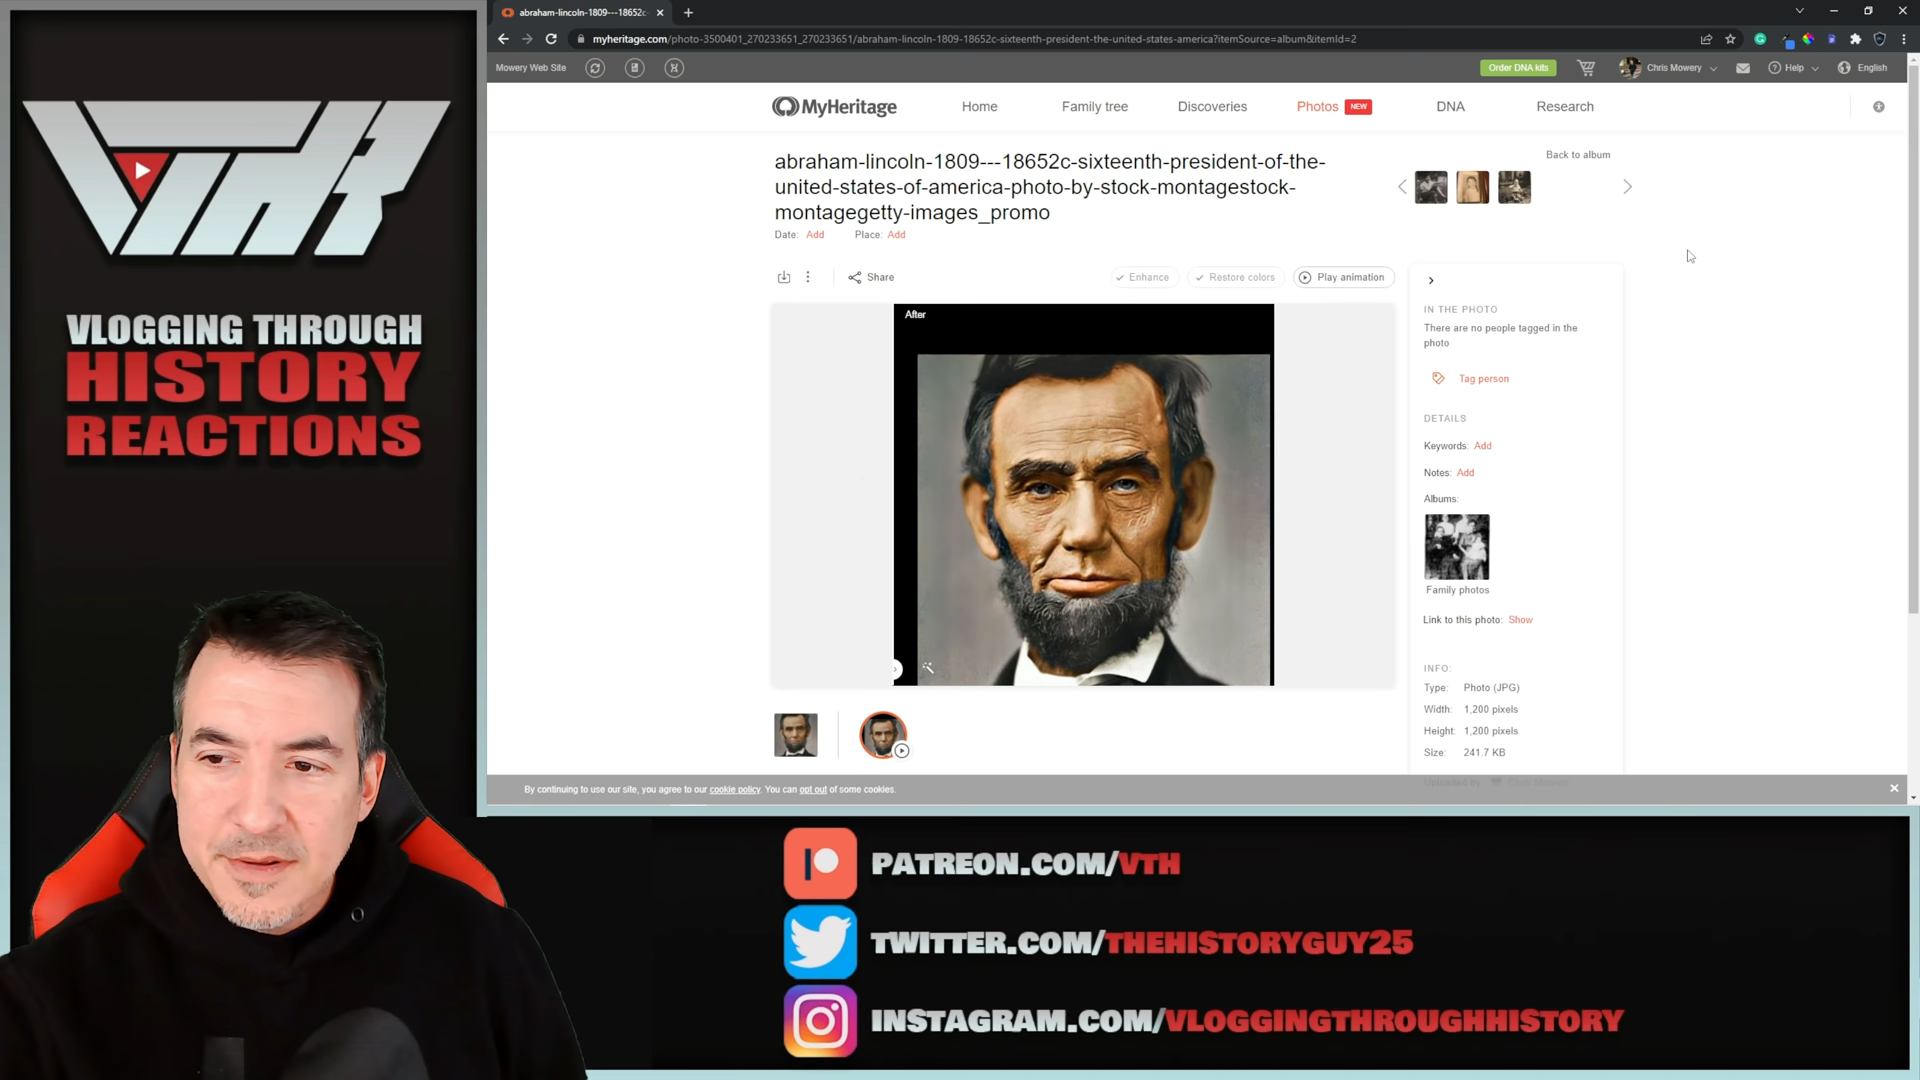 abraham-lincoln-1809---18652c-
myheritage.com/photo-3500401_270233651_270233651/abraham-lincoln-1809-18652c-sixteenth-president-the-united-states-america?itemSource=album&itemId=2
Mowery Web Site
Order DNA kits
Chris Mowery
Help
English
MyHeritage
Home
Family tree
Discoveries
Photos NEW
DNA
Research
abraham-lincoln-1809---18652c-sixteenth-president-of-the-
united-states-of-america-photo-by-stock-montagestock-
montagegetty-images_promo
Back to album
Date: Add Place: Add
Share
Enhance
Restore colors
Play animation
After
IN THE PHOTO
There are no people tagged in the
photo
Tag person
DETAILS
Keywords: Add
Notes: Add
Albums:
Family photos
Link to this photo: Show
INFO:
Type: Photo (JPG)
Width: 1,200 pixels
Height: 1,200 pixels
Size: 241.7 KB
Uploaded by Chris Mowery
By continuing to use our site, you agree to our cookie policy. You can opt out of some cookies.
VTHR
VLOGGING THROUGH
HISTORY
REACTIONS
PATREON.COM/VTH
TWITTER.COM/THEHISTORYGUY25
INSTAGRAM.COM/VLOGGINGTHROUGHHISTORY